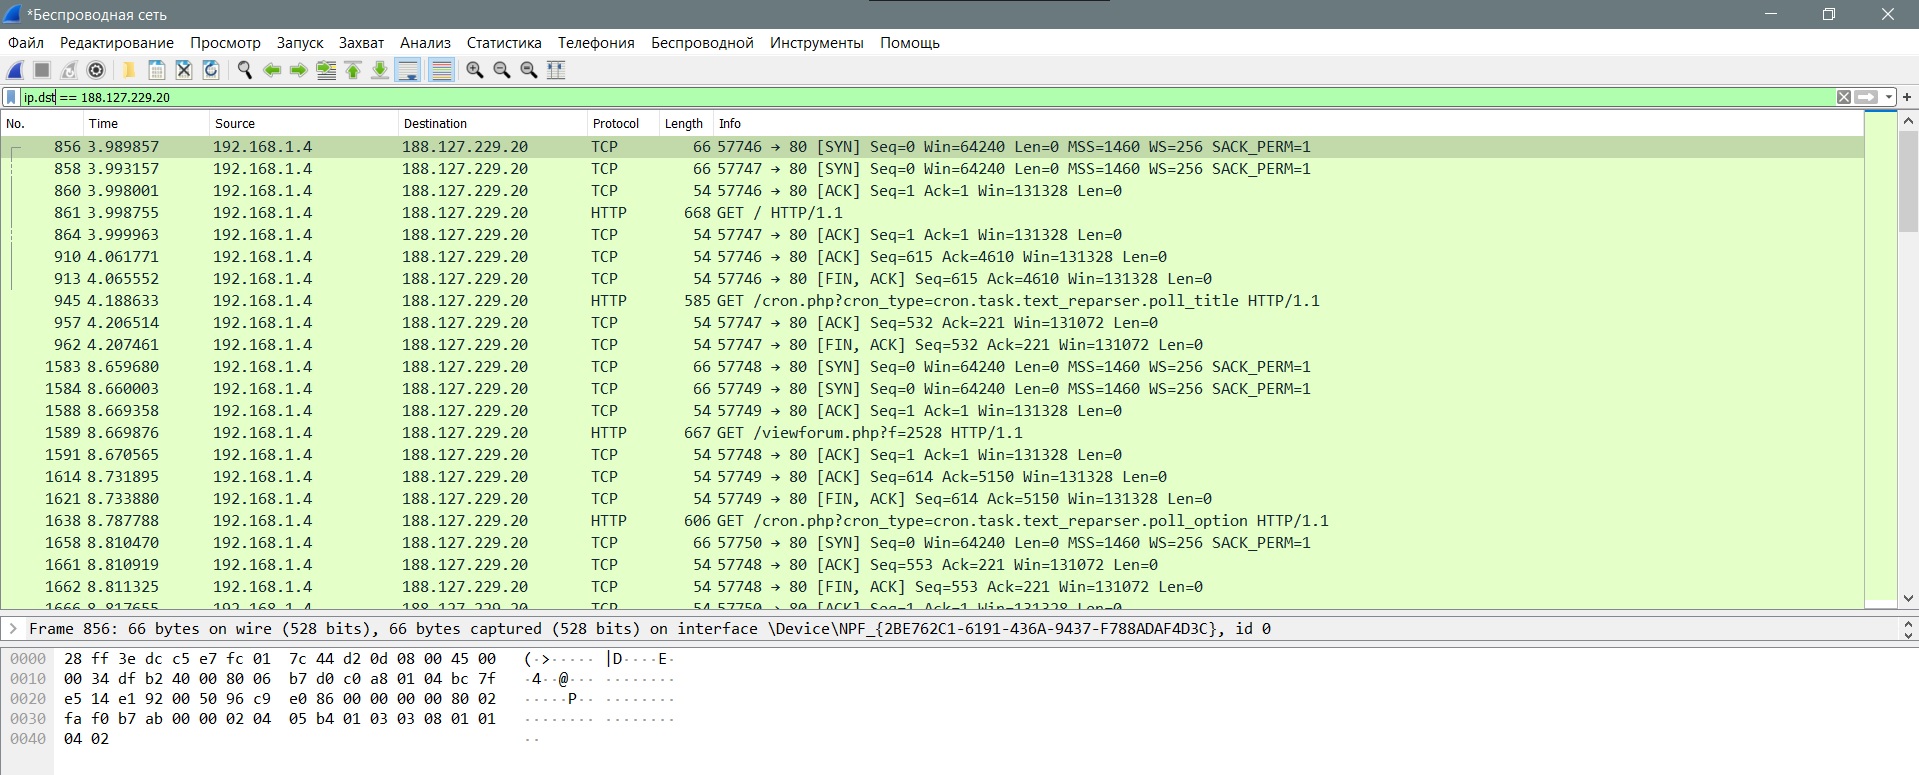 *Беспроводная сеть
Файл Редактирование Просмотр Запуск Захват Анализ Статистика Телефония Беспроводной Инструменты Помощь
ip.dst == 188.127.229.20
No. Time Source Destination Protocol Length Info
856 3.989857 192.168.1.4 188.127.229.20 TCP 66 57746 → 80 [SYN] Seq=0 Win=64240 Len=0 MSS=1460 WS=256 SACK_PERM=1
858 3.993157 192.168.1.4 188.127.229.20 TCP 66 57747 → 80 [SYN] Seq=0 Win=64240 Len=0 MSS=1460 WS=256 SACK_PERM=1
860 3.998001 192.168.1.4 188.127.229.20 TCP 54 57746 → 80 [ACK] Seq=1 Ack=1 Win=131328 Len=0
861 3.998755 192.168.1.4 188.127.229.20 HTTP 668 GET / HTTP/1.1
864 3.999963 192.168.1.4 188.127.229.20 TCP 54 57747 → 80 [ACK] Seq=1 Ack=1 Win=131328 Len=0
910 4.061771 192.168.1.4 188.127.229.20 TCP 54 57746 → 80 [ACK] Seq=615 Ack=4610 Win=131328 Len=0
913 4.065552 192.168.1.4 188.127.229.20 TCP 54 57746 → 80 [FIN, ACK] Seq=615 Ack=4610 Win=131328 Len=0
945 4.188633 192.168.1.4 188.127.229.20 HTTP 585 GET /cron.php?cron_type=cron.task.text_reparser.poll_title HTTP/1.1
957 4.206514 192.168.1.4 188.127.229.20 TCP 54 57747 → 80 [ACK] Seq=532 Ack=221 Win=131072 Len=0
962 4.207461 192.168.1.4 188.127.229.20 TCP 54 57747 → 80 [FIN, ACK] Seq=532 Ack=221 Win=131072 Len=0
1583 8.659680 192.168.1.4 188.127.229.20 TCP 66 57748 → 80 [SYN] Seq=0 Win=64240 Len=0 MSS=1460 WS=256 SACK_PERM=1
1584 8.660003 192.168.1.4 188.127.229.20 TCP 66 57749 → 80 [SYN] Seq=0 Win=64240 Len=0 MSS=1460 WS=256 SACK_PERM=1
1588 8.669358 192.168.1.4 188.127.229.20 TCP 54 57749 → 80 [ACK] Seq=1 Ack=1 Win=131328 Len=0
1589 8.669876 192.168.1.4 188.127.229.20 HTTP 667 GET /viewforum.php?f=2528 HTTP/1.1
1591 8.670565 192.168.1.4 188.127.229.20 TCP 54 57748 → 80 [ACK] Seq=1 Ack=1 Win=131328 Len=0
1614 8.731895 192.168.1.4 188.127.229.20 TCP 54 57749 → 80 [ACK] Seq=614 Ack=5150 Win=131328 Len=0
1621 8.733880 192.168.1.4 188.127.229.20 TCP 54 57749 → 80 [FIN, ACK] Seq=614 Ack=5150 Win=131328 Len=0
1638 8.787788 192.168.1.4 188.127.229.20 HTTP 606 GET /cron.php?cron_type=cron.task.text_reparser.poll_option HTTP/1.1
1658 8.810470 192.168.1.4 188.127.229.20 TCP 66 57750 → 80 [SYN] Seq=0 Win=64240 Len=0 MSS=1460 WS=256 SACK_PERM=1
1661 8.810919 192.168.1.4 188.127.229.20 TCP 54 57748 → 80 [ACK] Seq=553 Ack=221 Win=131072 Len=0
1662 8.811325 192.168.1.4 188.127.229.20 TCP 54 57748 → 80 [FIN, ACK] Seq=553 Ack=221 Win=131072 Len=0
1666 8.817655 192.168.1.4 188.127.229.20 TCP 54 57750 → 80 [ACK] Seq=1 Ack=1 Win=131328 Len=0
Frame 856: 66 bytes on wire (528 bits), 66 bytes captured (528 bits) on interface \Device\NPF_{2BE762C1-6191-436A-9437-F788ADAF4D3C}, id 0
0000 28 ff 3e dc c5 e7 fc 01 7c 44 d2 0d 08 00 45 00 (·>····· |D····E·
0010 00 34 df b2 40 00 80 06 b7 d0 c0 a8 01 04 bc 7f ·4··@··· ········
0020 e5 14 e1 92 00 50 96 c9 e0 86 00 00 00 00 80 02 ·····P·· ········
0030 fa f0 b7 ab 00 00 02 04 05 b4 01 03 03 08 01 01 ········ ········
0040 04 02 ··